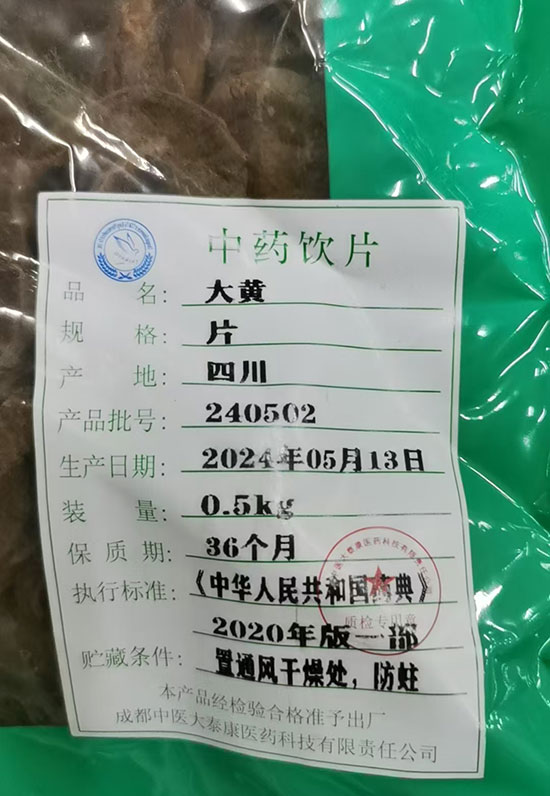 中药饮片
品名：大黄
规格：片
产地：四川
产品批号：240502
生产日期：2024年05月13日
装量：0.5kg
保质期：36个月
执行标准：《中华人民共和国药典》
2020年版一部
贮藏条件：置通风干燥处，防蛀
本产品经检验合格准予出厂
成都中医大泰康医药科技有限责任公司
质检专用章